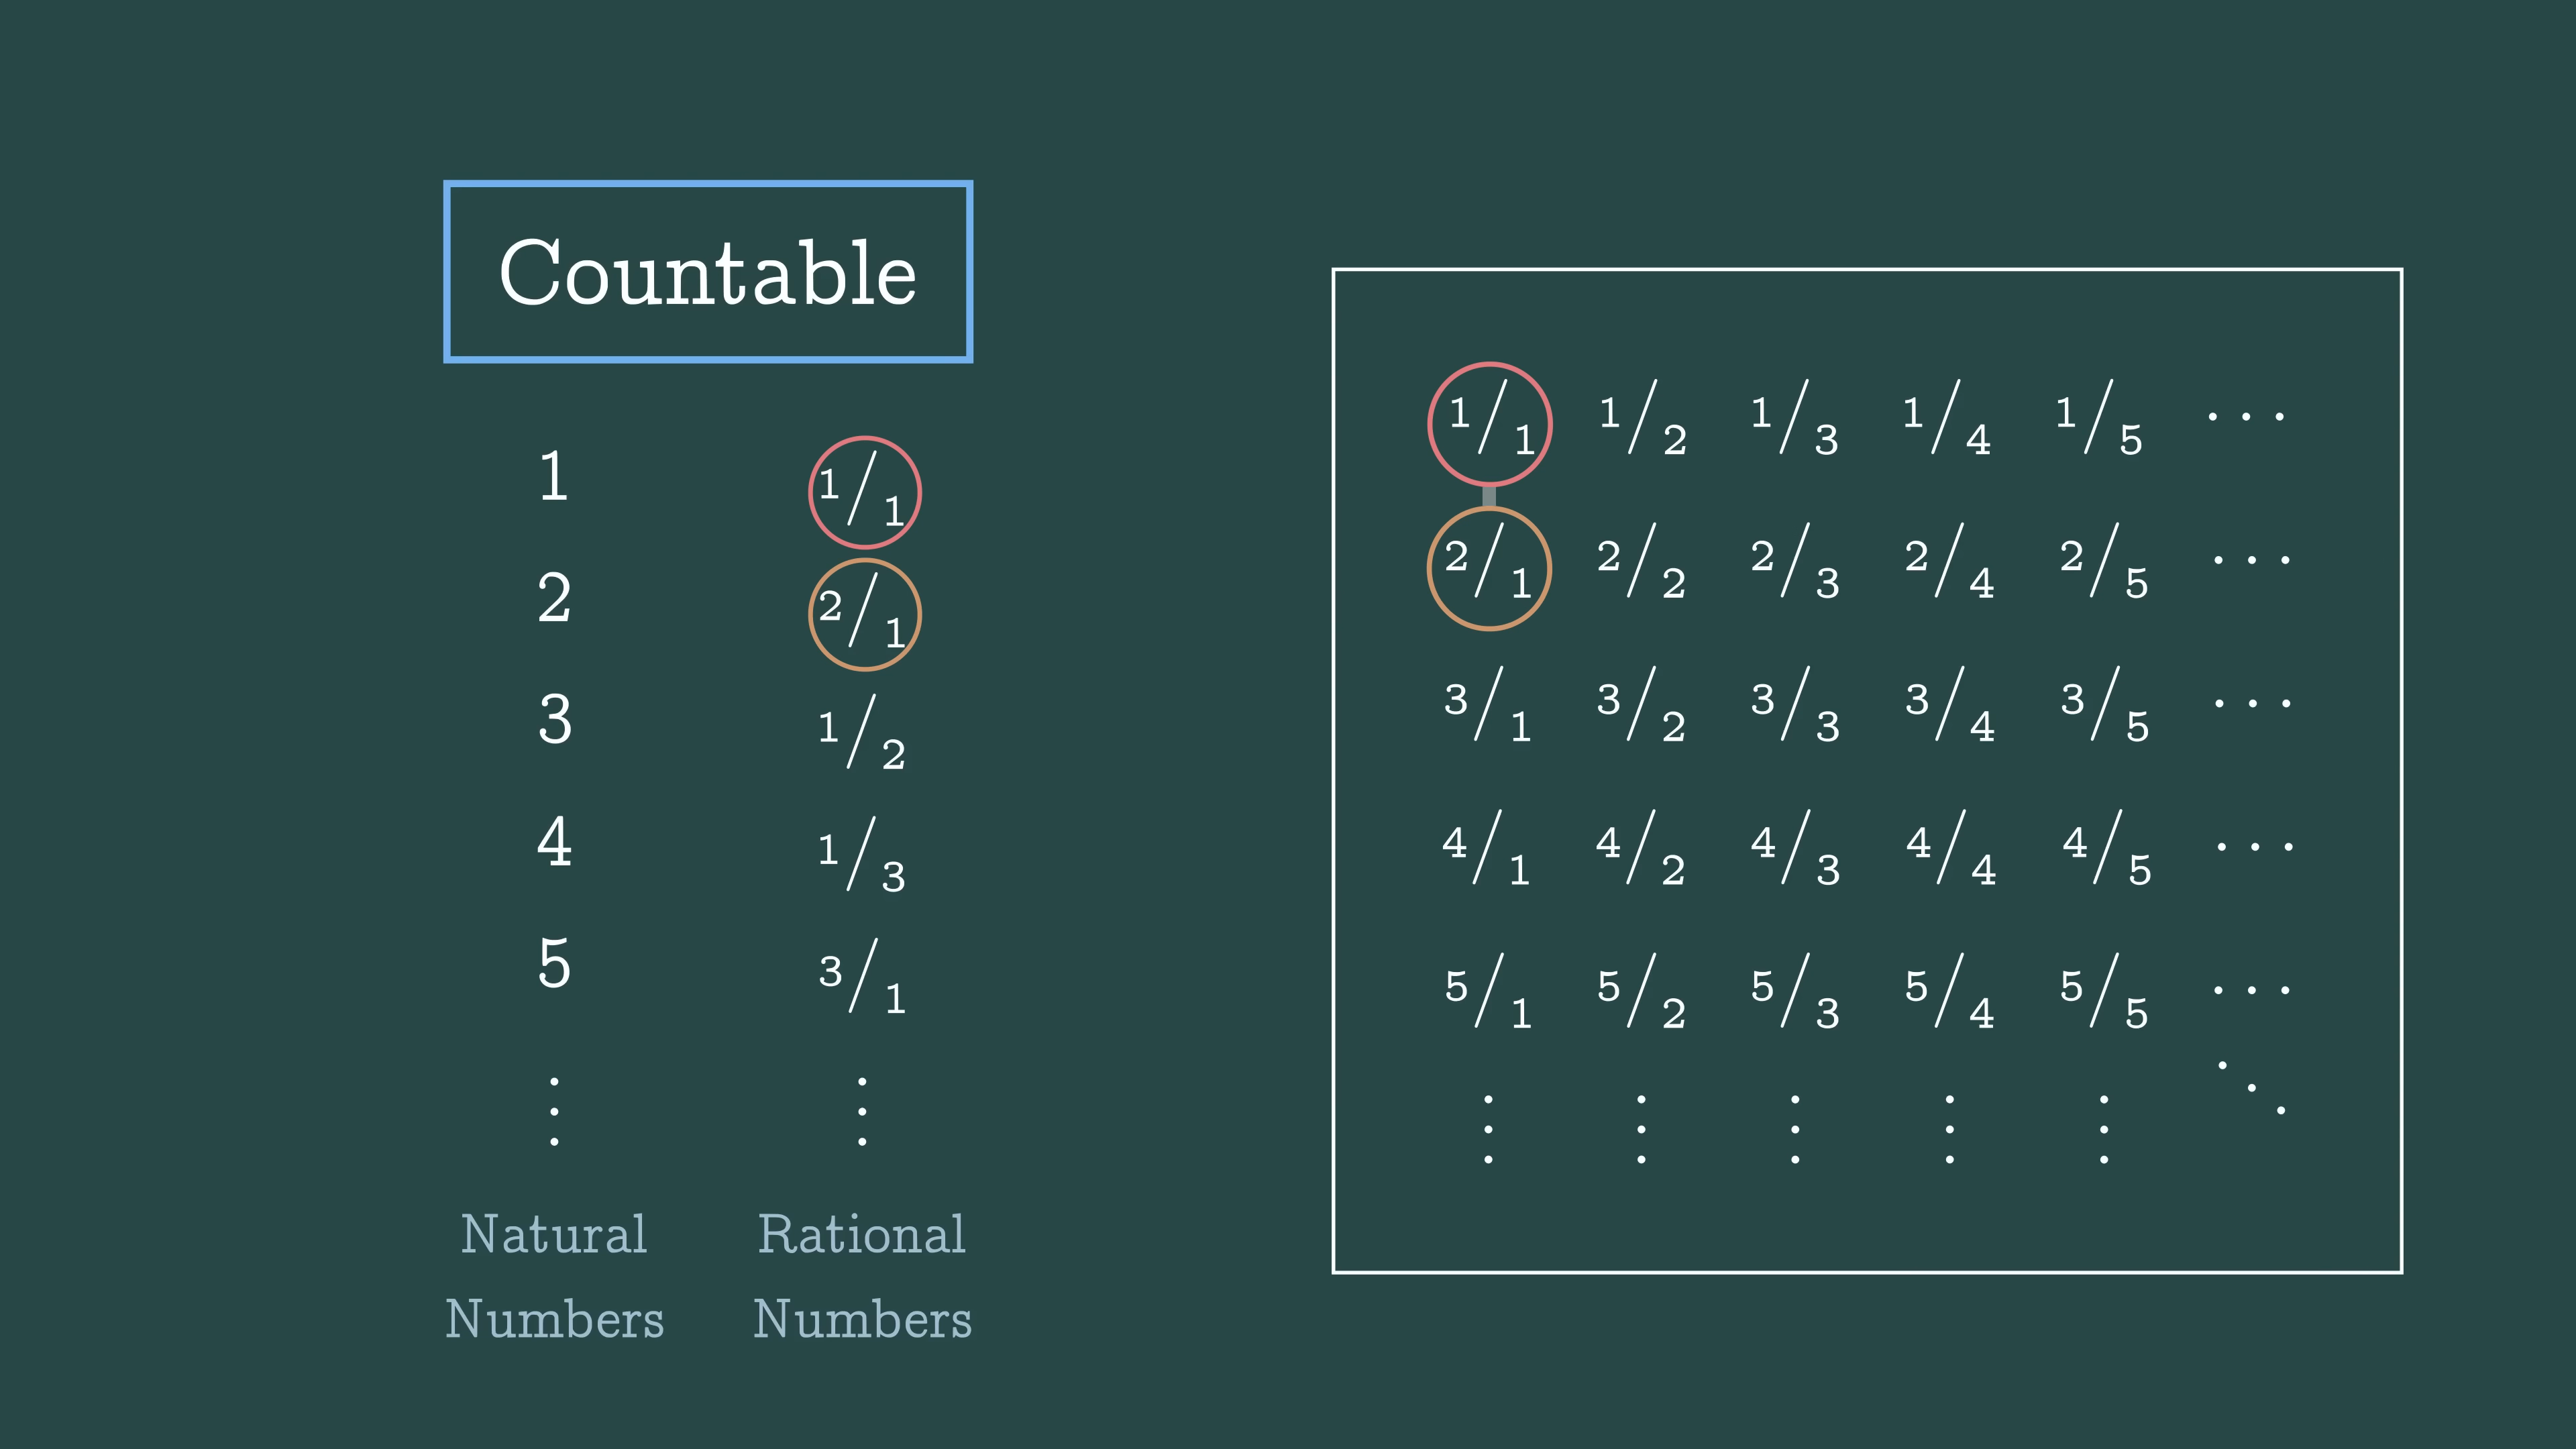 Countable
1 1/1
2 2/1
3 1/2
4 1/3
5 3/1
⋮ ⋮
Natural Rational
Numbers Numbers
1/1 1/2 1/3 1/4 1/5 ···
2/1 2/2 2/3 2/4 2/5 ···
3/1 3/2 3/3 3/4 3/5 ···
4/1 4/2 4/3 4/4 4/5 ···
5/1 5/2 5/3 5/4 5/5 ···
⋮ ⋮ ⋮ ⋮ ⋮ ⋱